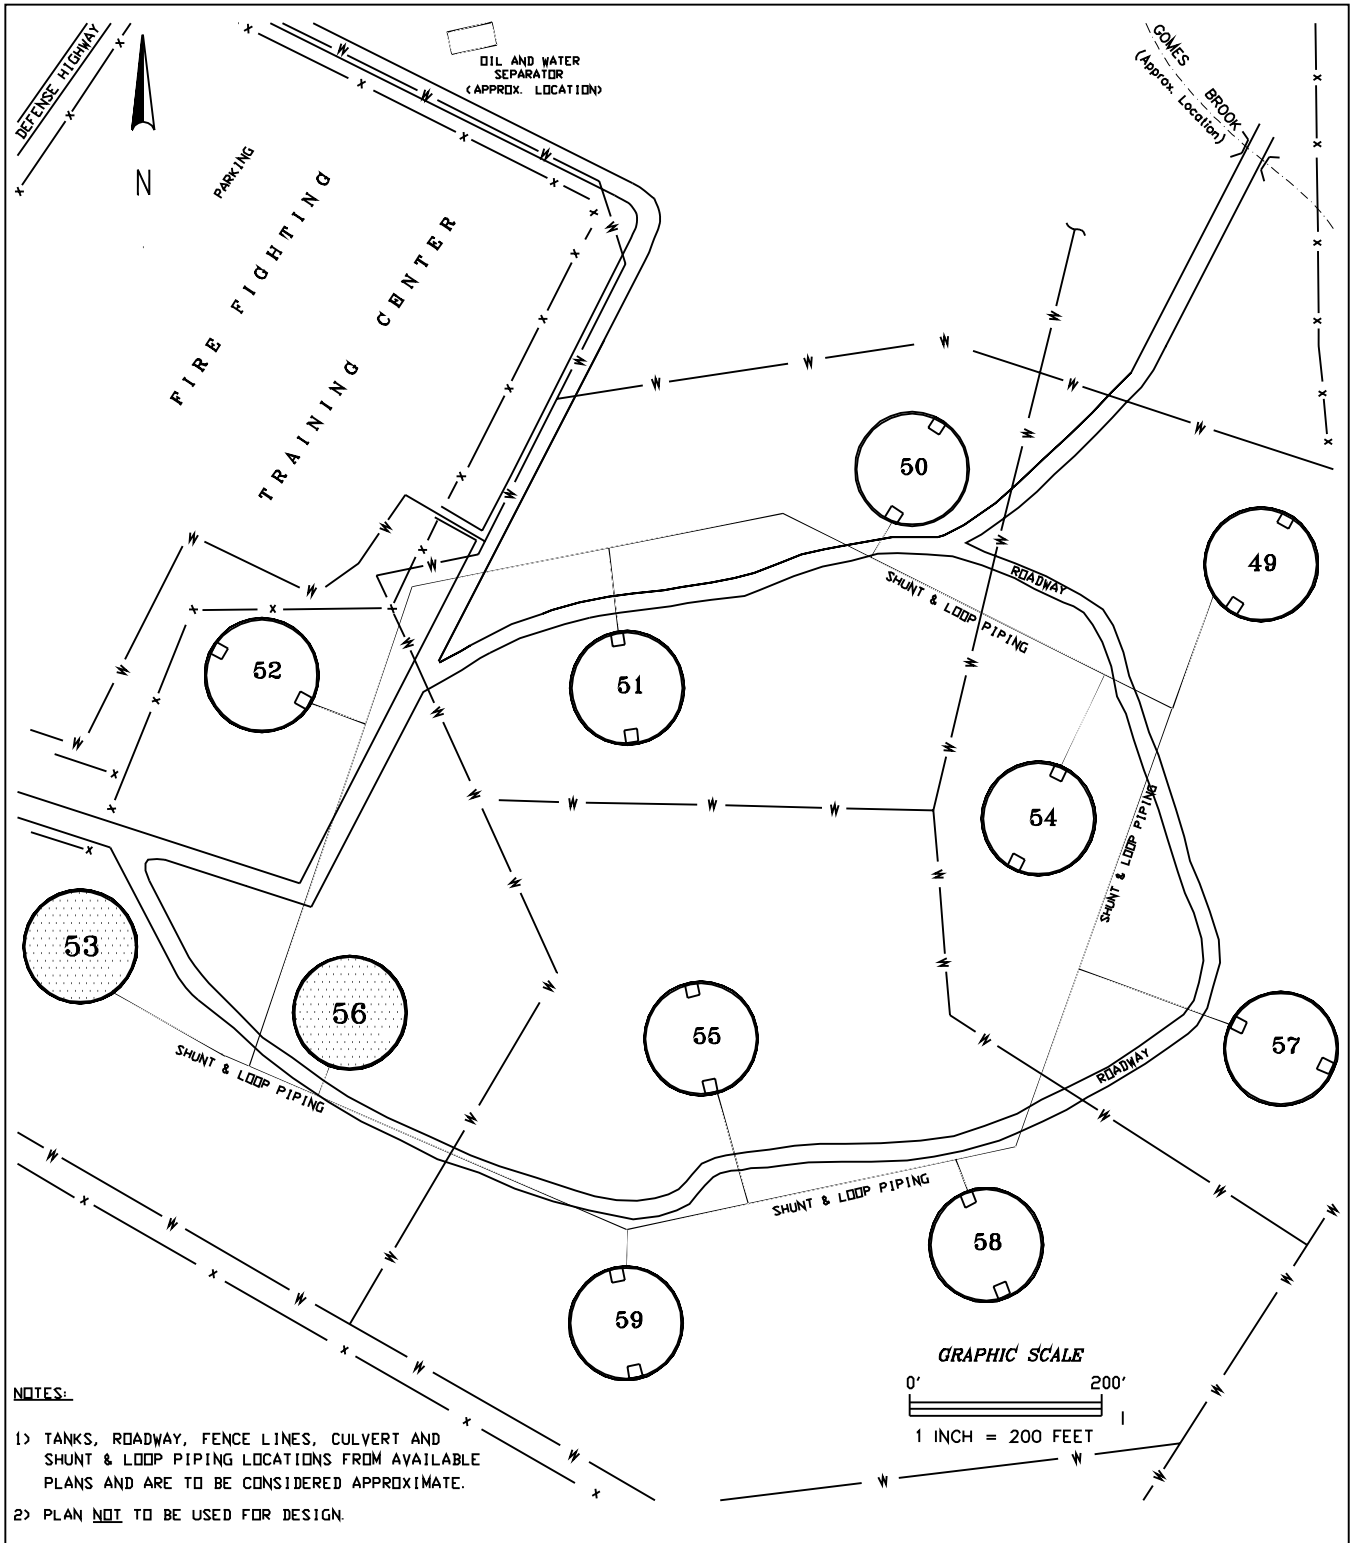 DEFENSE HIGHWAY
N
PARKING
FIRE FIGHTING
TRAINING CENTER
OIL AND WATER
SEPARATOR
(APPROX. LOCATION)
GOMES BROOK
(Approx. Location)
50
49
ROADWAY
SHUNT & LOOP PIPING
52
51
54
SHUNT & LOOP PIPING
53
56
55
57
SHUNT & LOOP PIPING
ROADWAY
SHUNT & LOOP PIPING
58
59
GRAPHIC SCALE
0' 200'
1 INCH = 200 FEET
NOTES:
1) TANKS, ROADWAY, FENCE LINES, CULVERT AND
SHUNT & LOOP PIPING LOCATIONS FROM AVAILABLE
PLANS AND ARE TO BE CONSIDERED APPROXIMATE.
2) PLAN NOT TO BE USED FOR DESIGN.